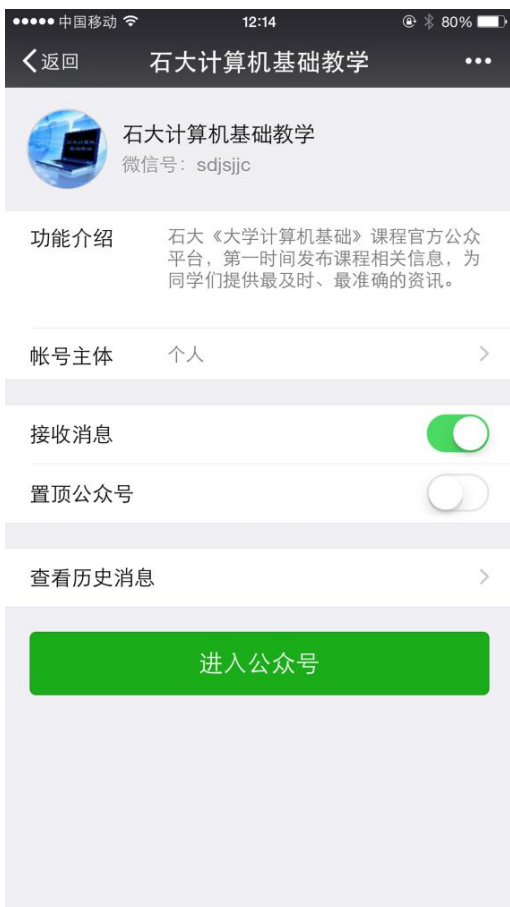 中国移动 12:14 80%
返回 石大计算机基础教学
石大计算机基础教学
微信号：sdjsjjc
功能介绍 石大《大学计算机基础》课程官方公众
平台，第一时间发布课程相关信息，为
同学们提供最及时、最准确的资讯。
帐号主体 个人
接收消息
置顶公众号
查看历史消息
进入公众号